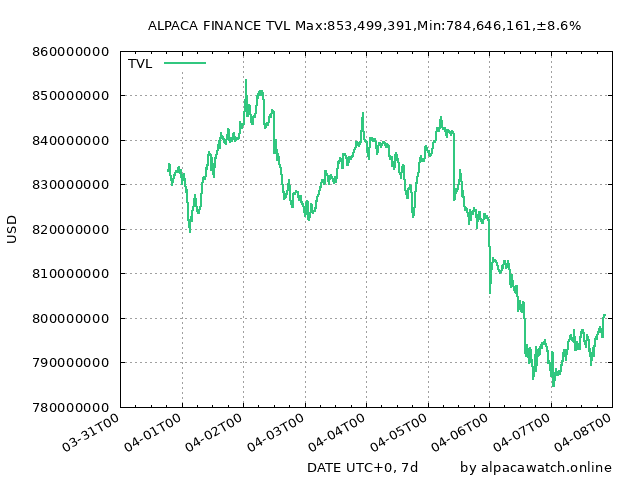 ALPACA FINANCE TVL Max:853,499,391,Min:784,646,161,±8.6%
TVL
USD
860000000
850000000
840000000
830000000
820000000
810000000
800000000
790000000
780000000
03-31T00
04-01T00
04-02T00
04-03T00
04-04T00
04-05T00
04-06T00
04-07T00
04-08T00
DATE UTC+0, 7d
by alpacawatch.online